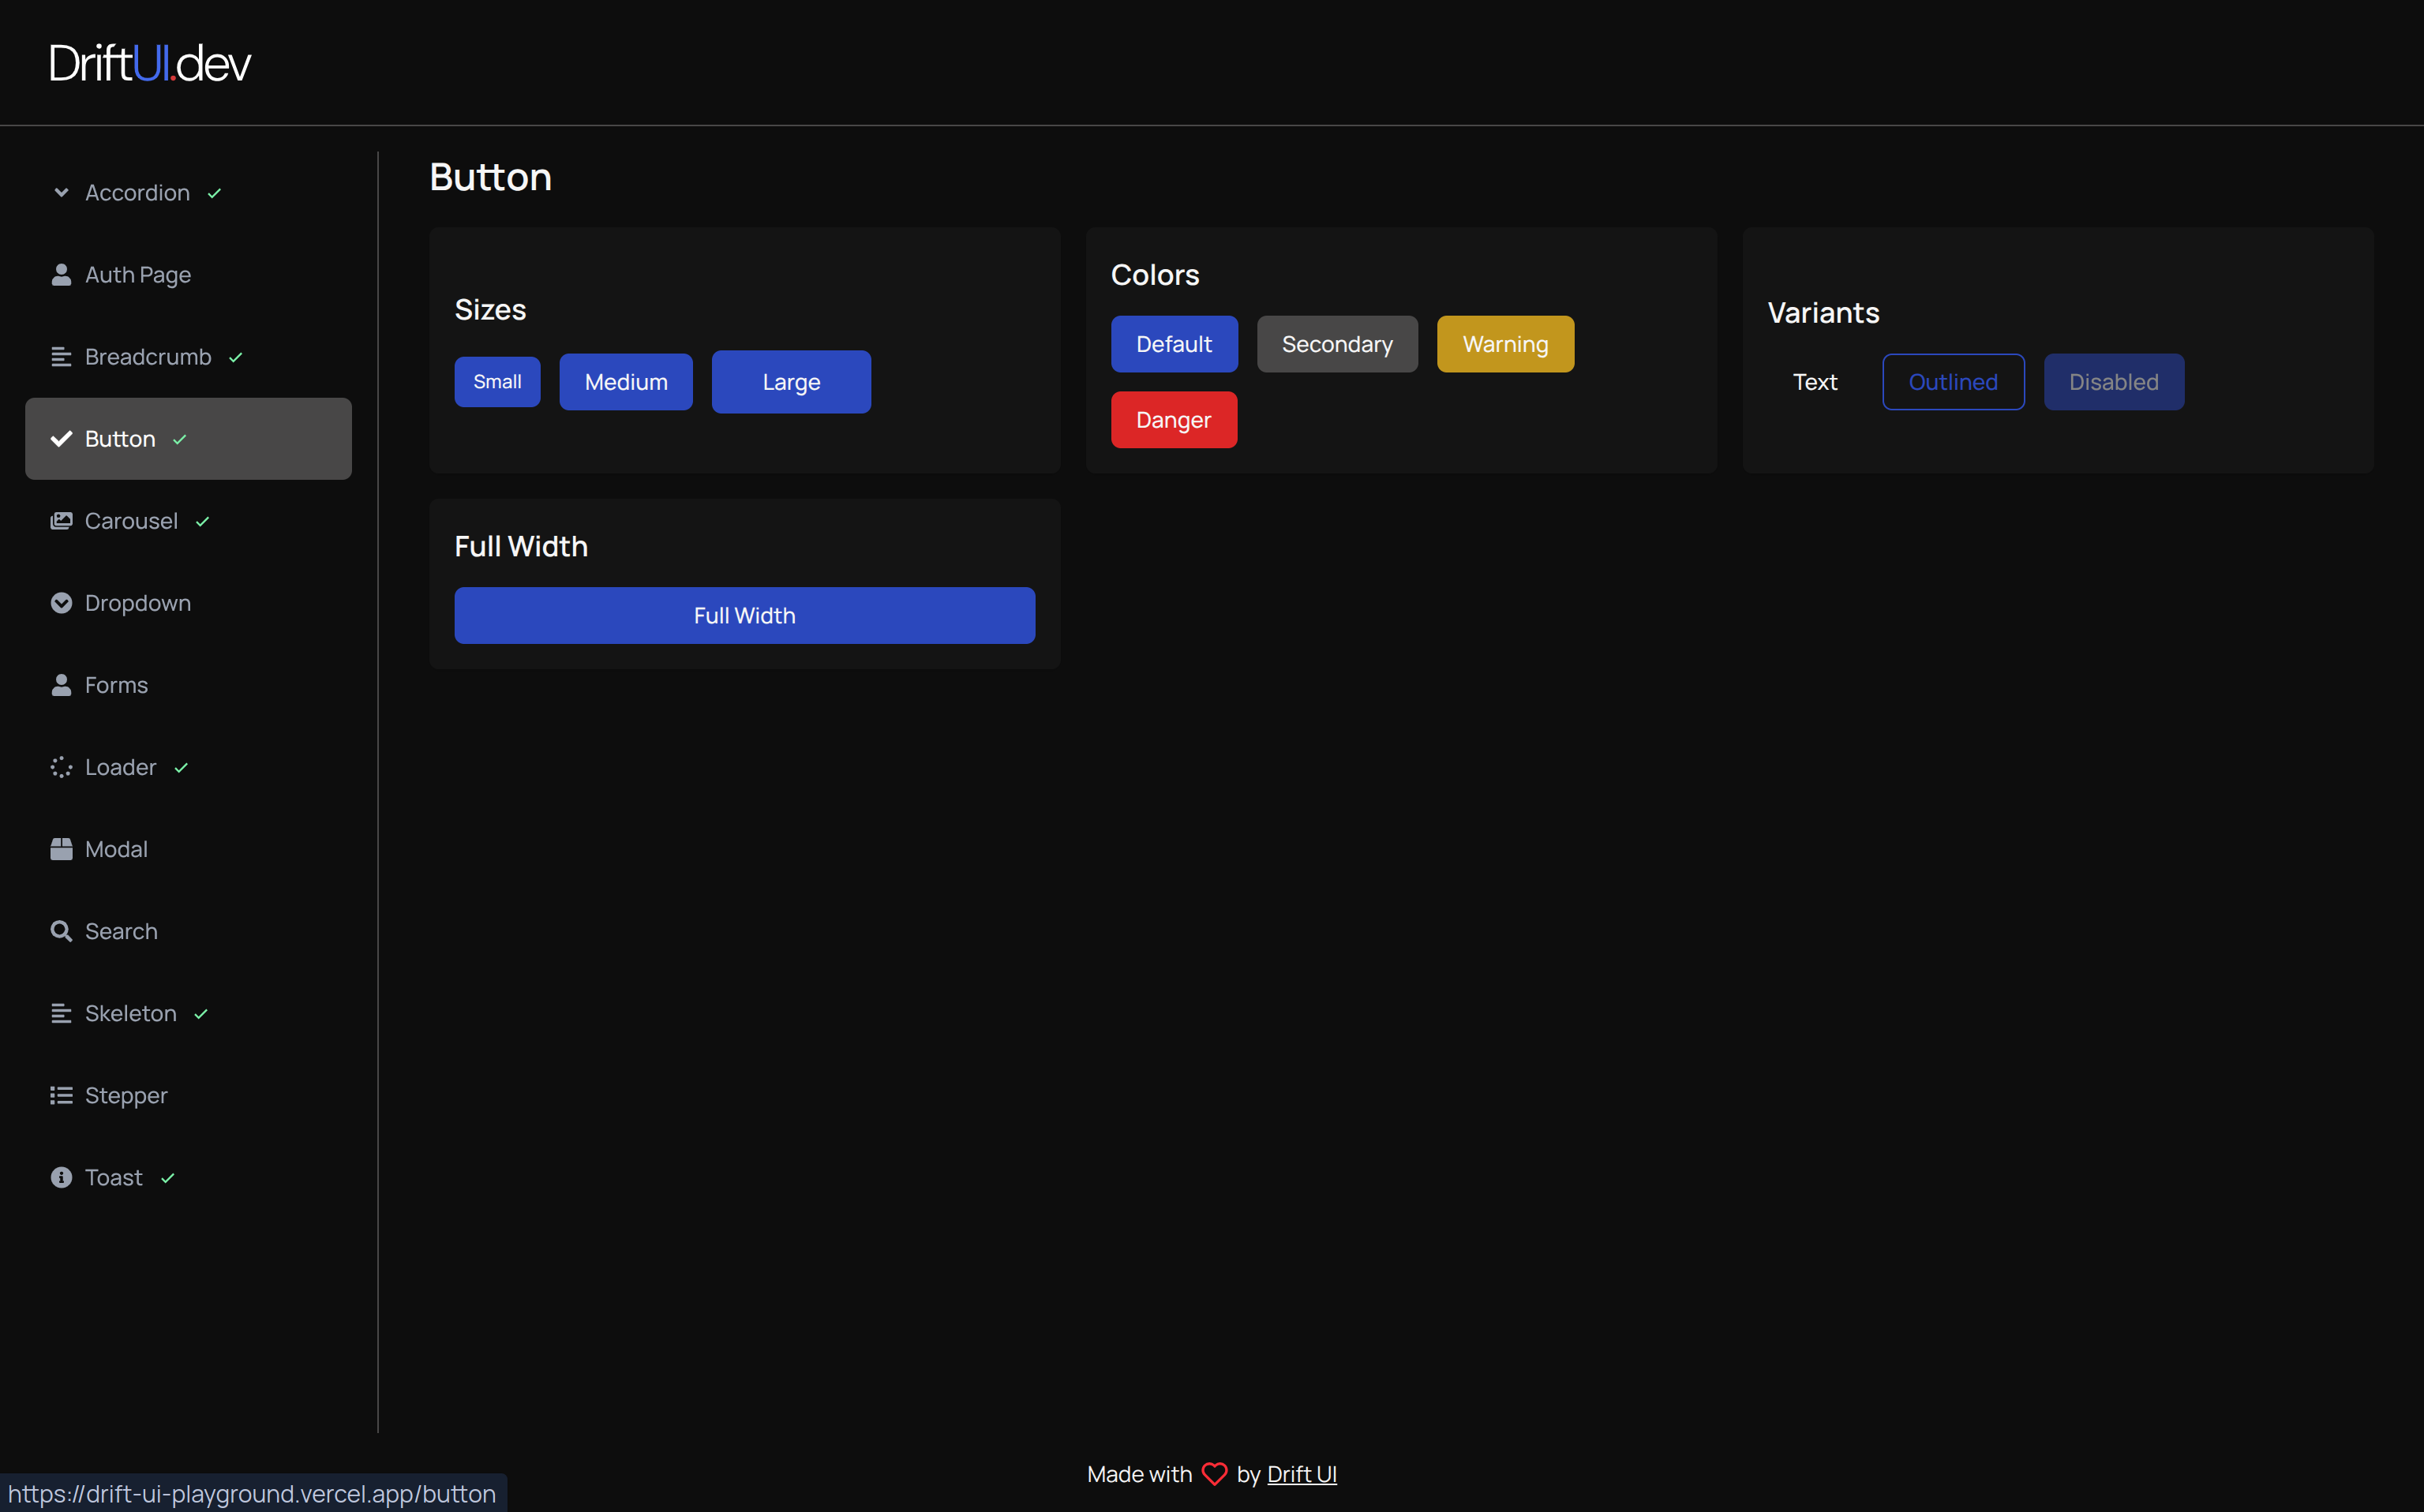 DriftUI.dev
Accordion
Auth Page
Breadcrumb
Button
Carousel
Dropdown
Forms
Loader
Modal
Search
Skeleton
Stepper
Toast
Button
Sizes
Small Medium Large
Colors
Default Secondary Warning
Danger
Variants
Text Outlined Disabled
Full Width
Full Width
Made with by Drift UI
https://drift-ui-playground.vercel.app/button